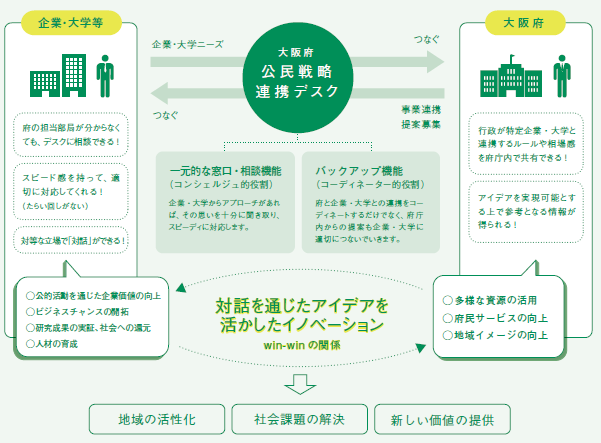 企業・大学等
府の担当部局が分からなく
ても、デスクに相談できる！
スピード感を持って、適
切に対応してくれる！
（たらい回しがない）
対等な立場で「対話」ができる！
○公的活動を通じた企業価値の向上
○ビジネスチャンスの開拓
○研究成果の実証、社会への還元
○人材の育成
企業・大学ニーズ
つなぐ
大阪府
公民戦略
連携デスク
つなぐ
事業連携
提案募集
一元的な窓口・相談機能
（コンシェルジュ的役割）
企業・大学からアプローチがあれ
ば、その思いを十分に聞き取り、
スピーディに対応します。
バックアップ機能
（コーディネーター的役割）
府と企業・大学との連携をコー
ディネートするだけでなく、府庁
内からの提案も企業・大学に
適切につないでいきます。
大阪府
行政が特定企業・大学と
連携するルールや相場感
を府庁内で共有できる！
アイデアを実現可能とす
る上で参考となる情報が
得られる！
○多様な資源の活用
○府民サービスの向上
○地域イメージの向上
対話を通じたアイデアを
活かしたイノベーション
win-winの関係
地域の活性化
社会課題の解決
新しい価値の提供